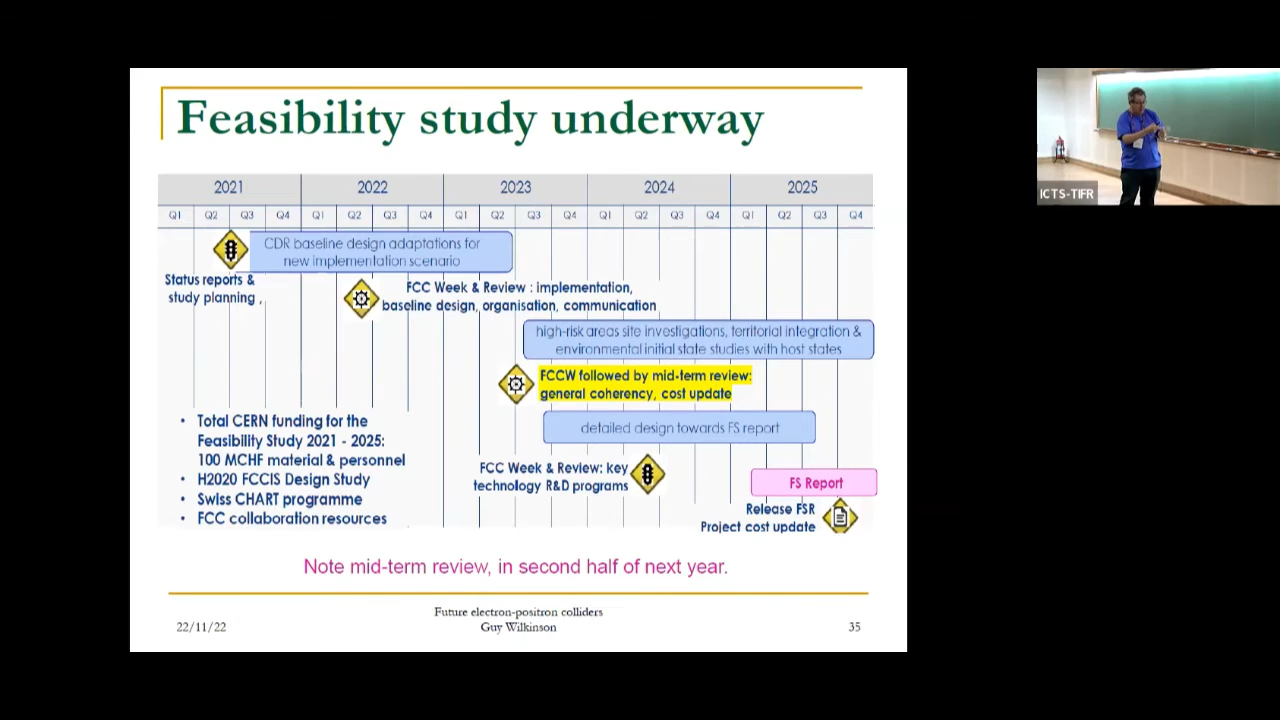 Feasibility study underway
2021 2022 2023 2024 2025
Q1 Q2 Q3 Q4 Q1 Q2 Q3 Q4 Q1 Q2 Q3 Q4 Q1 Q2 Q3 Q4 Q1 Q2 Q3 Q4
CDR baseline design adaptations for
new implementation scenario
Status reports &
study planning ,
FCC Week & Review : implementation,
baseline design, organisation, communication
high-risk areas site investigations, territorial integration &
environmental initial state studies with host states
FCCW followed by mid-term review:
general coherency, cost update
detailed design towards FS report
• Total CERN funding for the
Feasibility Study 2021 - 2025:
100 MCHF material & personnel
• H2020 FCCIS Design Study
• Swiss CHART programme
• FCC collaboration resources
FCC Week & Review: key
technology R&D programs
FS Report
Release FSR
Project cost update
Note mid-term review, in second half of next year.
22/11/22
Future electron-positron colliders
Guy Wilkinson
35
ICTS-TIFR